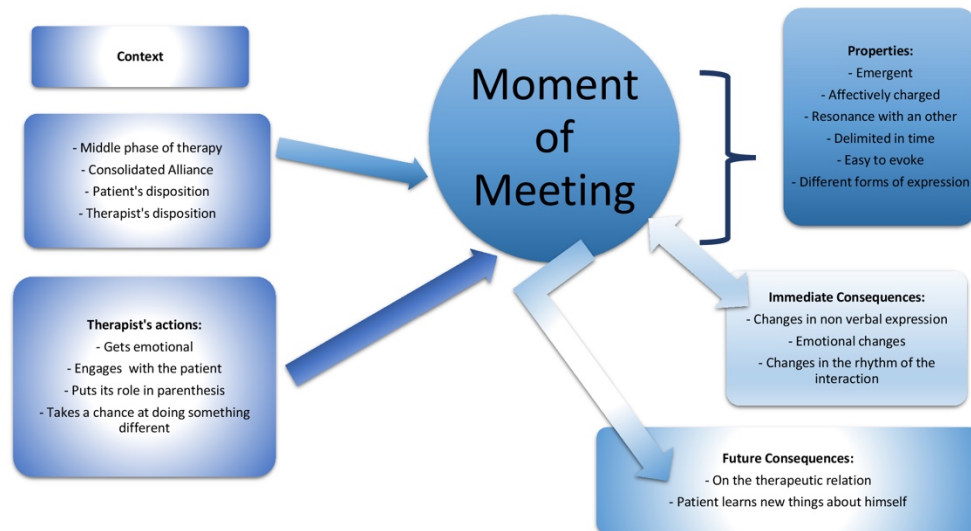 Context
- Middle phase of therapy
- Consolidated Alliance
- Patient's disposition
- Therapist's disposition
Therapist's actions:
- Gets emotional
- Engages with the patient
- Puts its role in parenthesis
- Takes a chance at doing something
different
Moment
of
Meeting
Properties:
- Emergent
- Affectively charged
- Resonance with an other
- Delimited in time
- Easy to evoke
- Different forms of expression
Immediate Consequences:
- Changes in non verbal expression
- Emotional changes
- Changes in the rhythm of the
interaction
Future Consequences:
- On the therapeutic relation
- Patient learns new things about himself